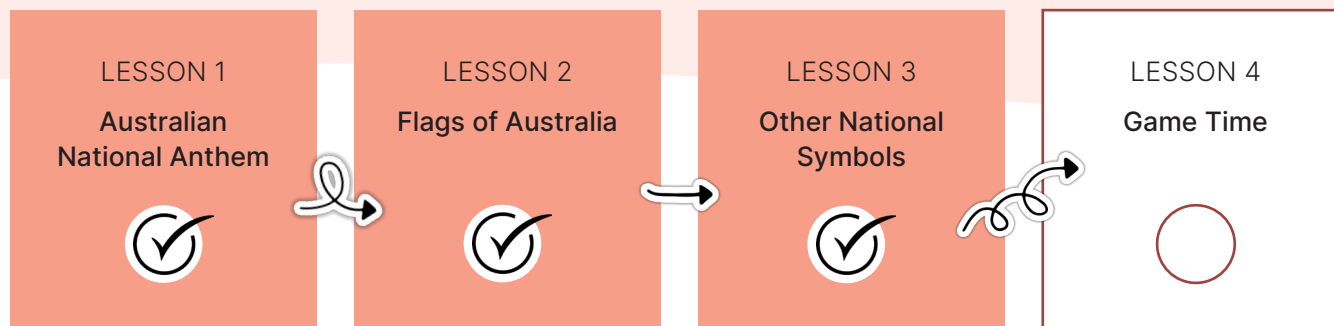 LESSON 1
Australian
National Anthem
LESSON 2
Flags of Australia
LESSON 3
Other National
Symbols
LESSON 4
Game Time